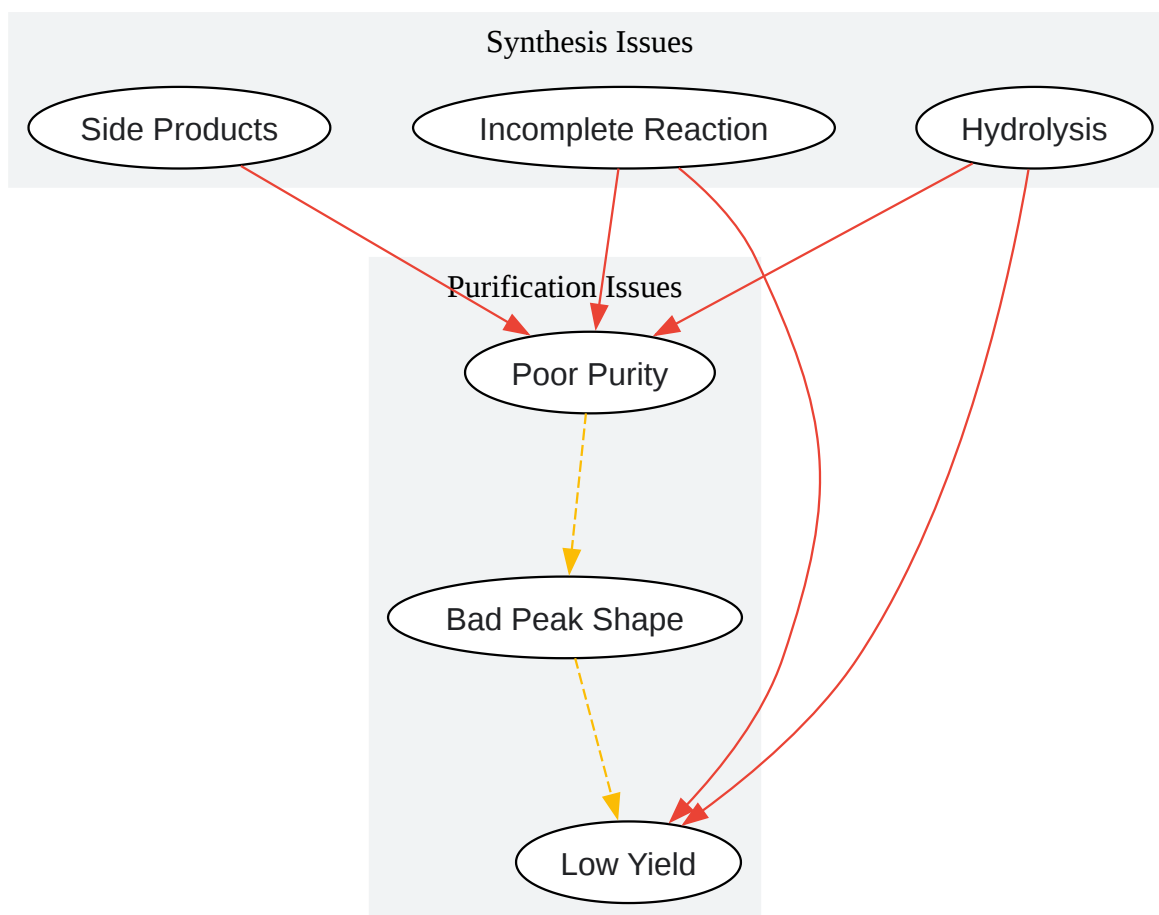 Synthesis Issues
Side Products
Incomplete Reaction
Hydrolysis
Purification Issues
Poor Purity
Bad Peak Shape
Low Yield